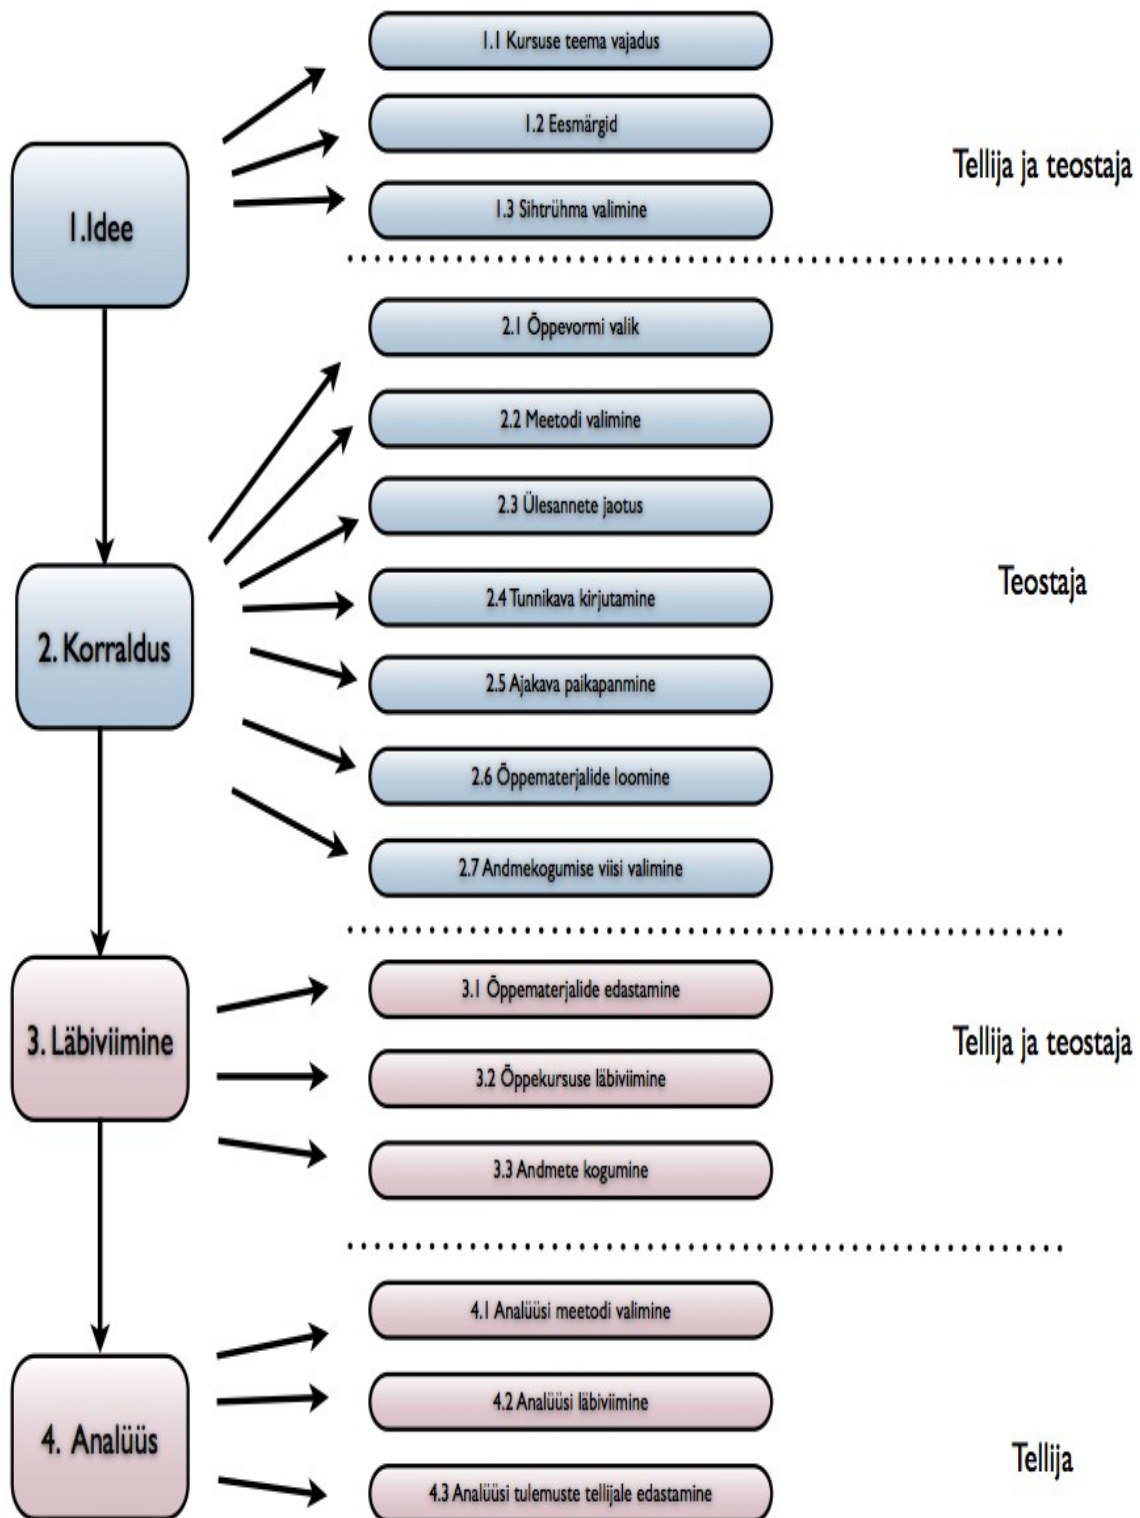 1.Idee
1.1 Kursuse teema vajadus
1.2 Eesmärgid
1.3 Sihtrühma valimine
Tellija ja teostaja
2. Korraldus
2.1 Õppevormi valik
2.2 Meetodi valimine
2.3 Ülesannete jaotus
2.4 Tunnikava kirjutamine
2.5 Ajakava paikapanmine
2.6 Õppematerjalide loomine
2.7 Andmekogumise viisi valimine
Teostaja
3. Läbiviimine
3.1 Õppematerjalide edastamine
3.2 Õppekursuse läbiviimine
3.3 Andmete kogumine
Tellija ja teostaja
4. Analüüs
4.1 Analüüsi meetodi valimine
4.2 Analüüsi läbiviimine
4.3 Analüüsi tulemuste tellijale edastamine
Tellija